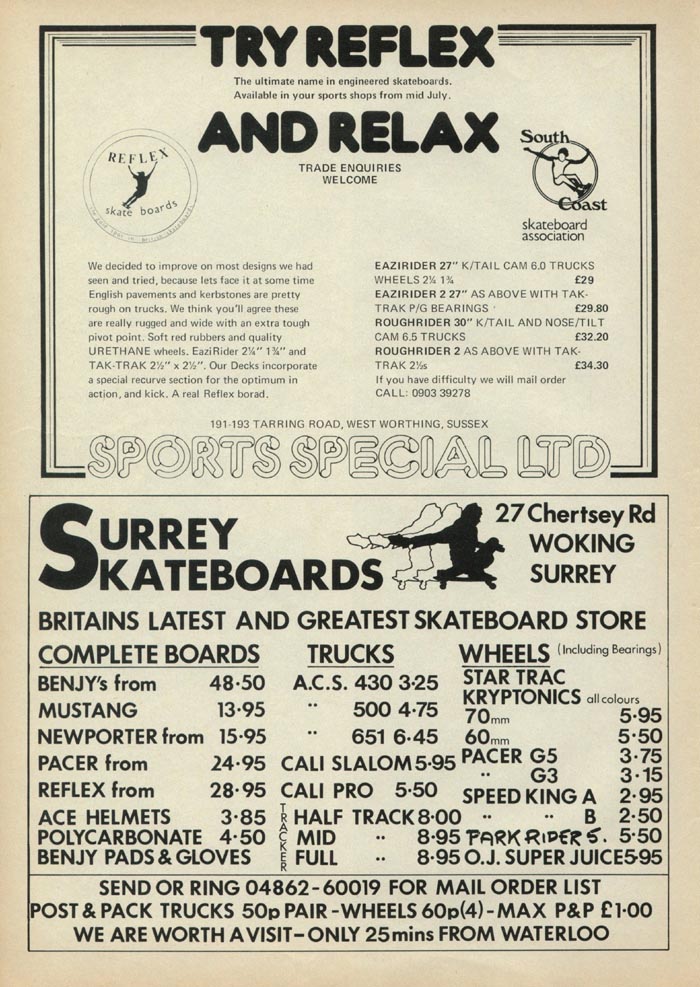 TRY REFLEX
The ultimate name in engineered skateboards.
Available in your sports shops from mid July.
AND RELAX
TRADE ENQUIRIES
WELCOME
REFLEX
skate boards
South
Coast
skateboard
association
We decided to improve on most designs we had
seen and tried, because lets face it at some time
English pavements and kerbstones are pretty
rough on trucks. We think you'll agree these
are really rugged and wide with an extra tough
pivot point. Soft red rubbers and quality
URETHANE wheels. EaziRider 2¼" 1¾" and
TAK-TRAK 2½" x 2½". Our Decks incorporate
a special recurve section for the optimum in
action, and kick. A real Reflex borad.
EAZIRIDER 27" K/TAIL CAM 6.0 TRUCKS
WHEELS 2¼ 1¾ £29
EAZIRIDER 2 27" AS ABOVE WITH TAK-
TRAK P/G BEARINGS £29.80
ROUGHRIDER 30" K/TAIL AND NOSE/TILT
CAM 6.5 TRUCKS £32.20
ROUGHRIDER 2 AS ABOVE WITH TAK-
TRAK 2½s £34.30
If you have difficulty we will mail order
CALL: 0903 39278
191-193 TARRING ROAD, WEST WORTHING, SUSSEX
SPORTS SPECIAL LTD
SURREY
SKATEBOARDS
27 Chertsey Rd
WOKING
SURREY
BRITAINS LATEST AND GREATEST SKATEBOARD STORE
COMPLETE BOARDS
BENJY's from 48·50
MUSTANG 13·95
NEWPORTER from 15·95
PACER from 24·95
REFLEX from 28·95
ACE HELMETS 3·85
POLYCARBONATE 4·50
BENJY PADS & GLOVES
TRUCKS
A.C.S. 430 3·25
" 500 4·75
" 651 6·45
CALI SLALOM 5·95
CALI PRO 5·50
TRACKER
HALF TRACK 8·00
MID " 8·95
FULL " 8·95
WHEELS (Including Bearings)
STAR TRAC
KRYPTONICS all colours
70mm 5·95
60mm 5·50
PACER G5 3·75
" G3 3·15
SPEED KING A 2·95
" " B 2·50
PARK RIDER 5. 5·50
O.J. SUPER JUICE 5·95
SEND OR RING 04862-60019 FOR MAIL ORDER LIST
POST & PACK TRUCKS 50p PAIR - WHEELS 60p(4) - MAX P&P £1·00
WE ARE WORTH A VISIT - ONLY 25mins FROM WATERLOO